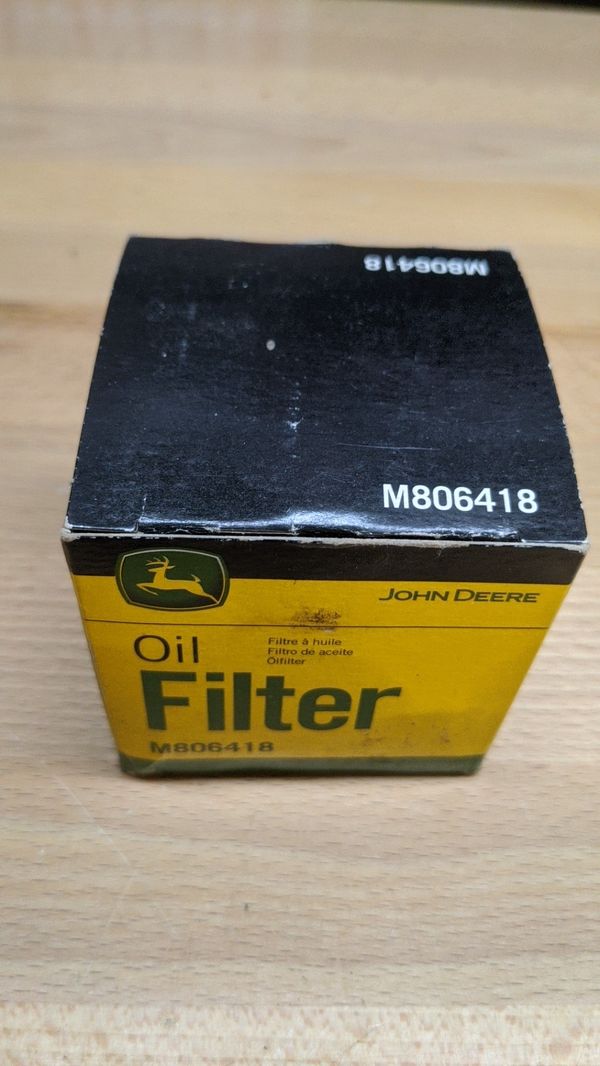 M806418
M806418
JOHN DEERE
Oil
Filtre à huile
Filtro de aceite
Ölfilter
Filter
M806418